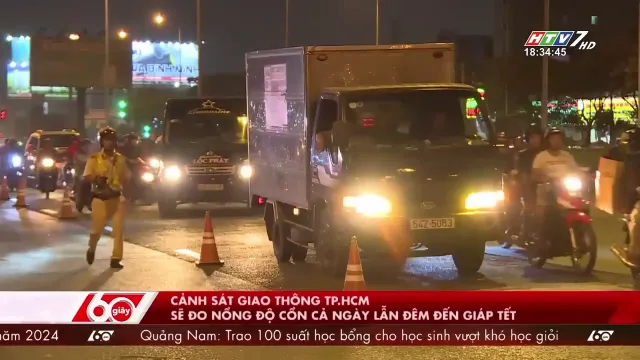 HTV7 HD
18:34:45
LỘC PHÁT
60 giây
CẢNH SÁT GIAO THÔNG TP.HCM
SẼ ĐO NỒNG ĐỘ CỒN CẢ NGÀY LẪN ĐÊM ĐẾN GIÁP TẾT
năm 2024 60 Quảng Nam: Trao 100 suất học bổng cho học sinh vượt khó học giỏi 60